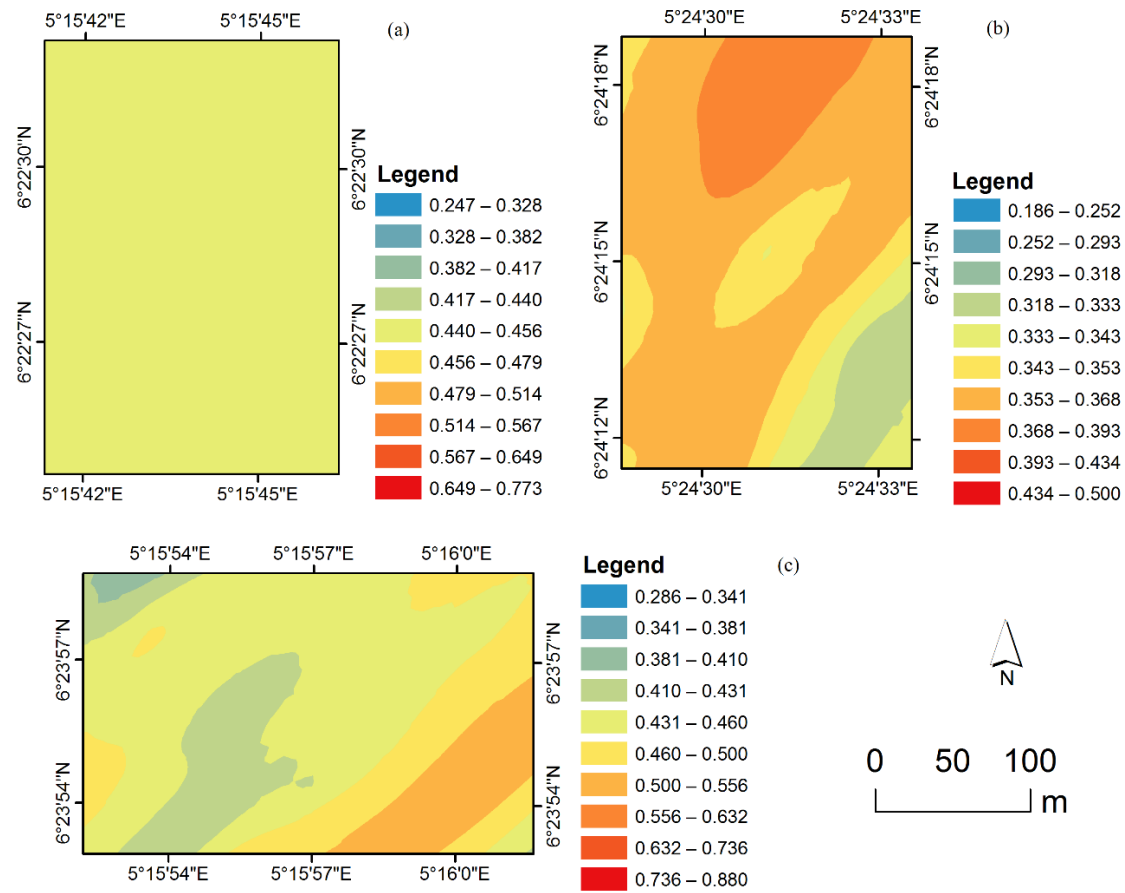 5°15'42"E 5°15'45"E
(a)
6°22'30"N
6°22'27"N
6°22'30"N
6°22'27"N
5°15'42"E 5°15'45"E
Legend
0.247 – 0.328
0.328 – 0.382
0.382 – 0.417
0.417 – 0.440
0.440 – 0.456
0.456 – 0.479
0.479 – 0.514
0.514 – 0.567
0.567 – 0.649
0.649 – 0.773
5°24'30"E 5°24'33"E
(b)
6°24'18"N
6°24'15"N
6°24'12"N
6°24'18"N
6°24'15"N
5°24'30"E 5°24'33"E
Legend
0.186 – 0.252
0.252 – 0.293
0.293 – 0.318
0.318 – 0.333
0.333 – 0.343
0.343 – 0.353
0.353 – 0.368
0.368 – 0.393
0.393 – 0.434
0.434 – 0.500
5°15'54"E 5°15'57"E 5°16'0"E
6°23'57"N
6°23'54"N
6°23'57"N
6°23'54"N
5°15'54"E 5°15'57"E 5°16'0"E
Legend
(c)
0.286 – 0.341
0.341 – 0.381
0.381 – 0.410
0.410 – 0.431
0.431 – 0.460
0.460 – 0.500
0.500 – 0.556
0.556 – 0.632
0.632 – 0.736
0.736 – 0.880
N
0 50 100
m